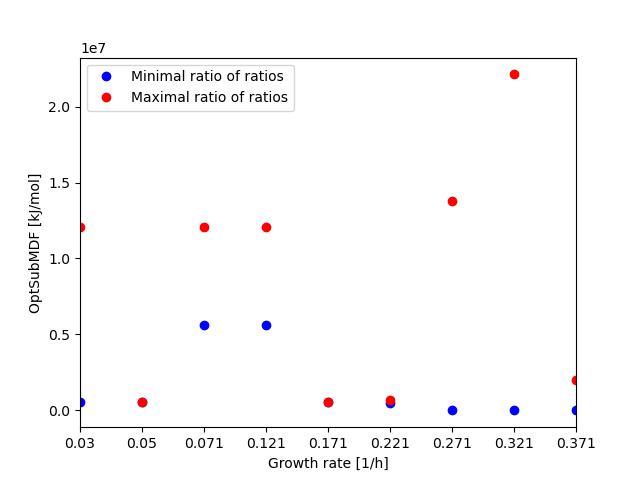 1e7
Minimal ratio of ratios
Maximal ratio of ratios
2.0
1.5
1.0
0.5
0.0
OptSubMDF [kJ/mol]
0.03 0.05 0.071 0.121 0.171 0.221 0.271 0.321 0.371
Growth rate [1/h]